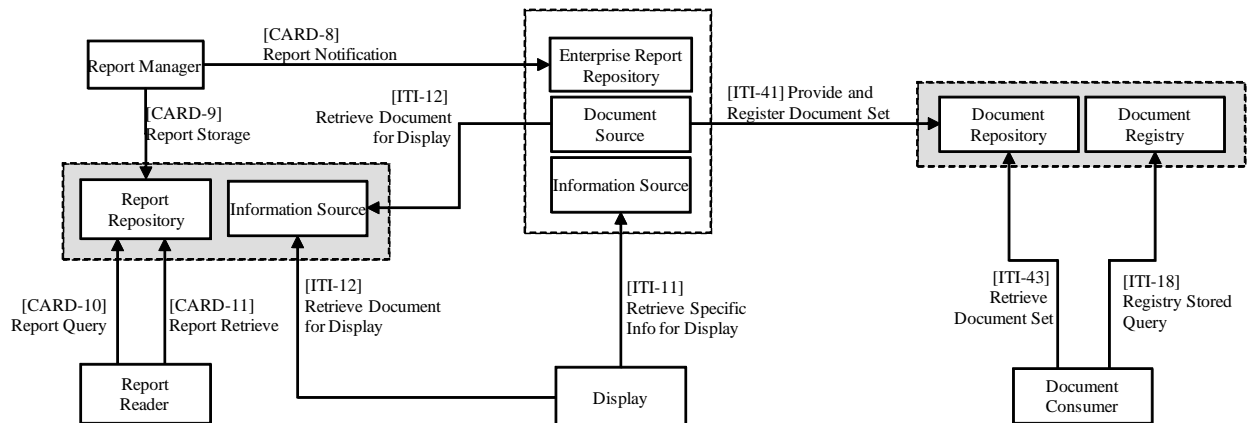 [CARD-8]
Report Notification
Report Manager
Enterprise Report
Repository
[ITI-12]
Retrieve Document
for Display
[ITI-41] Provide and
Register Document Set
[CARD-9]
Report Storage
Document
Source
Document
Repository
Document
Registry
Report
Repository
Information Source
Information Source
[CARD-10]
Report Query
[CARD-11]
Report Retrieve
[ITI-12]
Retrieve Document
for Display
[ITI-11]
Retrieve Specific
Info for Display
[ITI-43]
Retrieve
Document Set
[ITI-18]
Registry Stored
Query
Report
Reader
Display
Document
Consumer